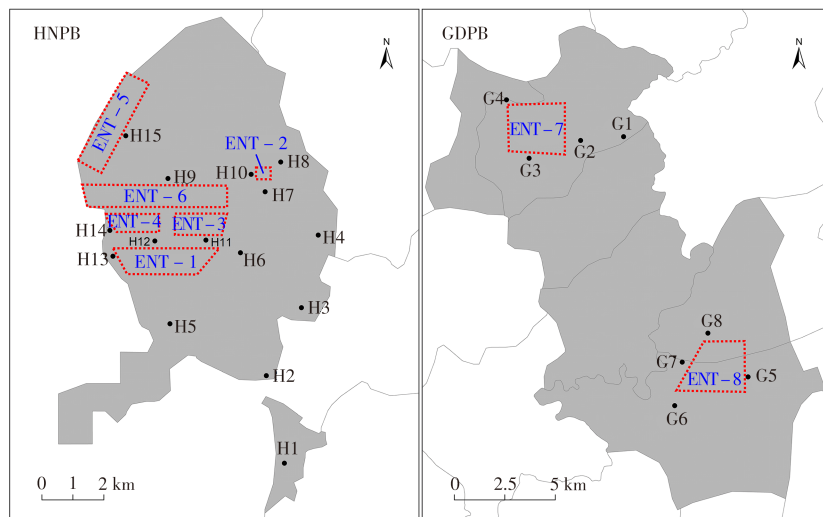 HNPB
N
ENT-5
H15
ENT-2
H8
H10
H9
H7
ENT-6
ENT-4
ENT-3
H14
H12
H11
H4
H13
ENT-1
H6
H3
H5
H2
H1
0 1 2 km
GDPB
N
G4
ENT-7
G1
G2
G3
G8
G7
ENT-8
G5
G6
0 2.5 5 km